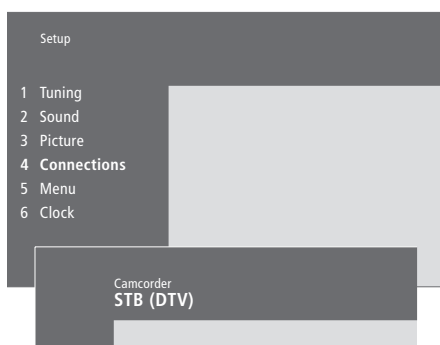 Setup
1 Tuning
2 Sound
3 Picture
4 Connections
5 Menu
6 Clock
Camcorder
STB (DTV)